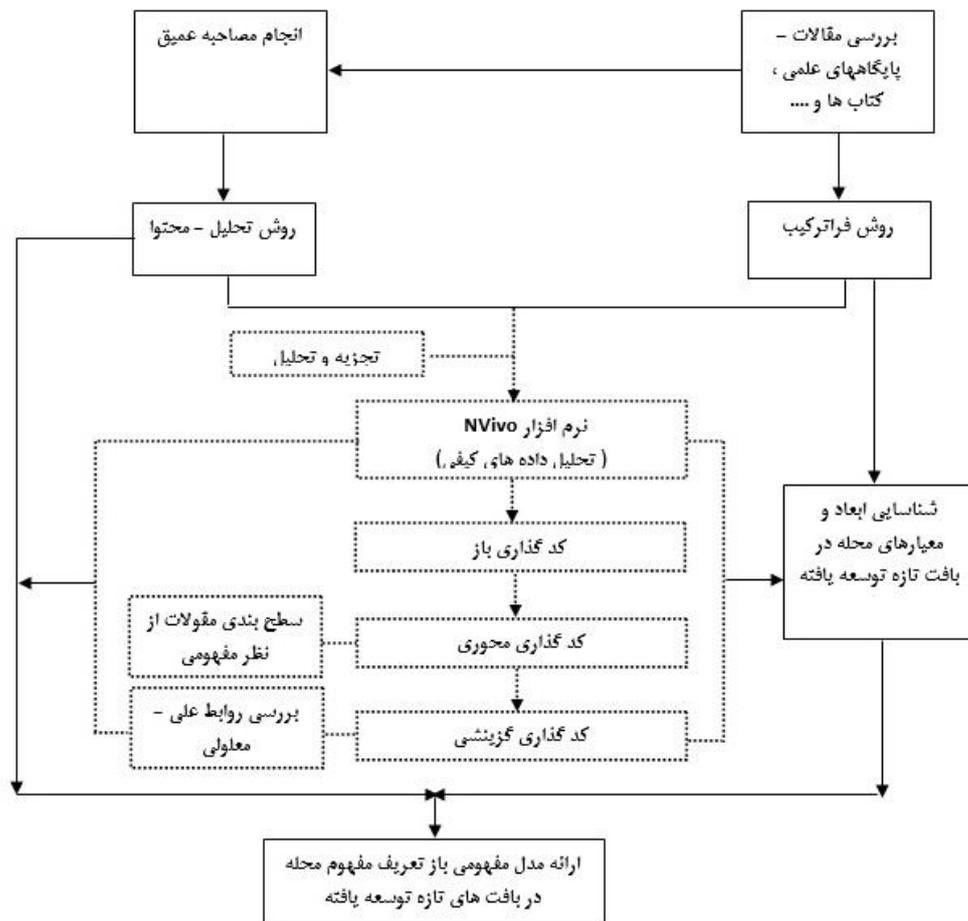 بررسی مقالات –
پایگاههای علمی ،
کتاب ها و ....
انجام مصاحبه عمیق
روش فراترکیب
روش تحلیل – محتوا
تجزیه و تحلیل
نرم افزار NVivo
( تحلیل داده های کیفی)
کد گذاری باز
شناسایی ابعاد و
معیارهای محله در
بافت تازه توسعه یافته
کد گذاری محوری
سطح بندی مقولات از
نظر مفهومی
کد گذاری گزینشی
بررسی روابط علی –
معلولی
ارائه مدل مفهومی باز تعریف مفهوم محله
در بافت های تازه توسعه یافته